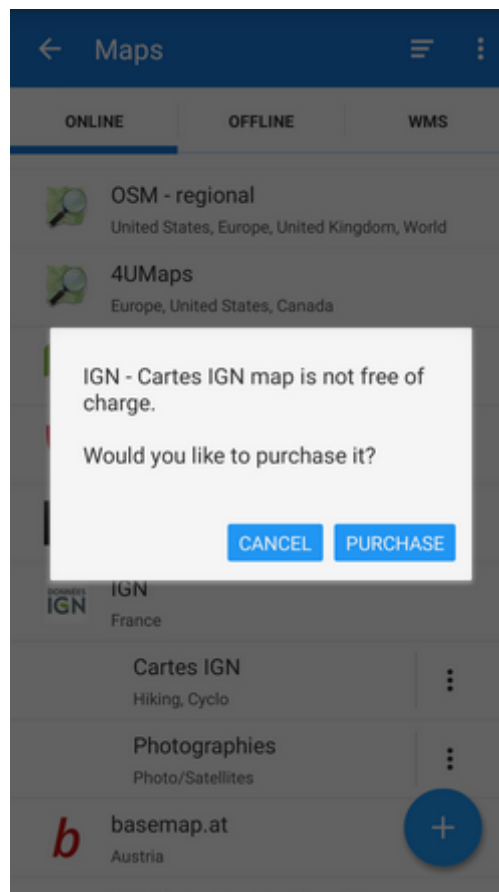 Maps
ONLINE OFFLINE WMS
OSM - regional
United States, Europe, United Kingdom, World
4UMaps
Europe, United States, Canada
IGN - Cartes IGN map is not free of
charge.
Would you like to purchase it?
CANCEL PURCHASE
DONNÉES
IGN
IGN
France
Cartes IGN
Hiking, Cyclo
Photographies
Photo/Satellites
b
basemap.at
Austria